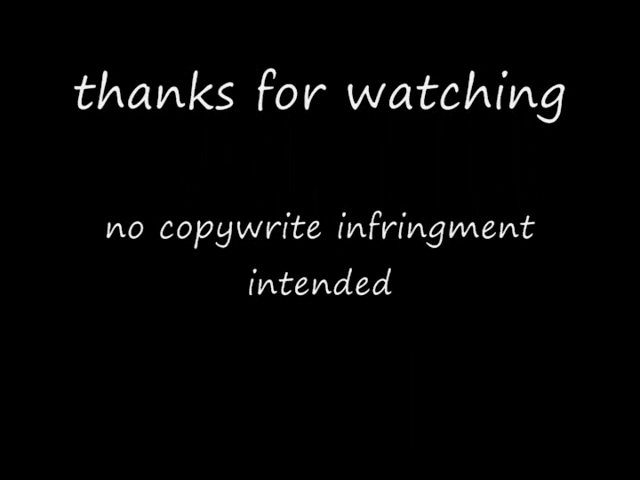 thanks for watching
no copywrite infringment
intended